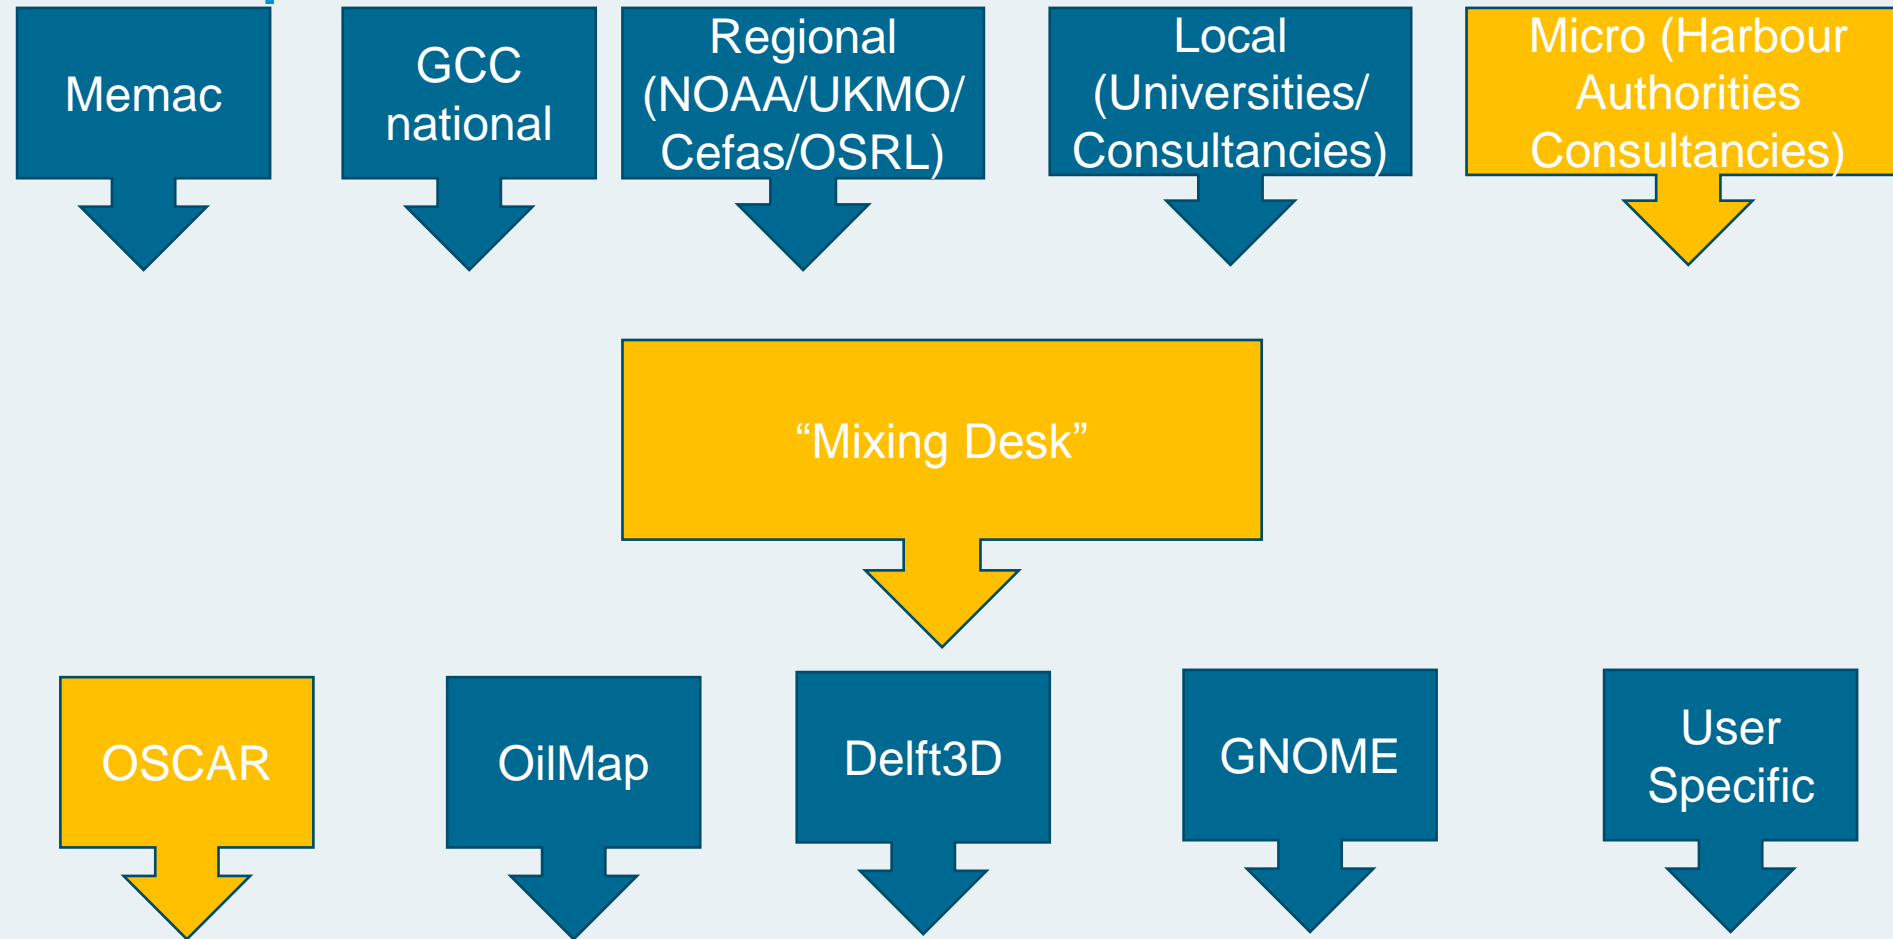 Memac
GCC
national
Regional
(NOAA/UKMO/
Cefas/OSRL)
Local
(Universities/
Consultancies)
Micro (Harbour
Authorities
Consultancies)
“Mixing Desk”
OSCAR
OilMap
Delft3D
GNOME
User
Specific